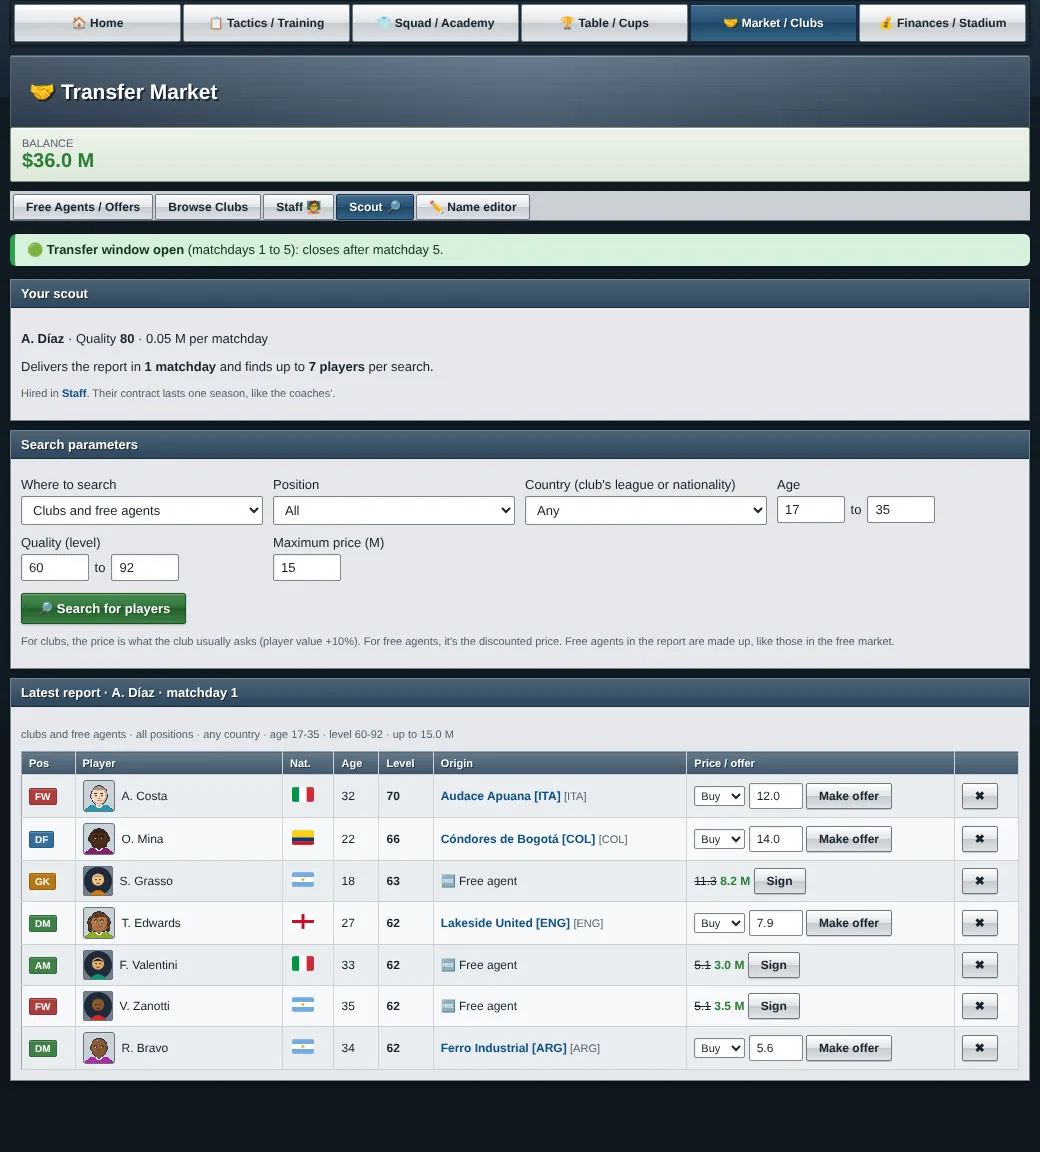 🏠 Home 📋 Tactics / Training 👕 Squad / Academy 🏆 Table / Cups 🤝 Market / Clubs 💰 Finances / Stadium
🤝 Transfer Market
BALANCE
$36.0 M
Free Agents / Offers Browse Clubs Staff 🧑‍🏫 Scout 🔎 ✏️ Name editor
🟢 Transfer window open (matchdays 1 to 5): closes after matchday 5.
Your scout
A. Díaz · Quality 80 · 0.05 M per matchday
Delivers the report in 1 matchday and finds up to 7 players per search.
Hired in Staff. Their contract lasts one season, like the coaches'.
Search parameters
Where to search Position Country (club's league or nationality) Age
Clubs and free agents All Any 17 to 35
Quality (level) Maximum price (M)
60 to 92 15
🔎 Search for players
For clubs, the price is what the club usually asks (player value +10%). For free agents, it's the discounted price. Free agents in the report are made up, like those in the free market.
Latest report · A. Díaz · matchday 1
clubs and free agents · all positions · any country · age 17-35 · level 60-92 · up to 15.0 M
Pos Player Nat. Age Level Origin Price / offer
FW A. Costa 32 70 Audace Apuana [ITA] [ITA] Buy 12.0 Make offer ✖
DF O. Mina 22 66 Cóndores de Bogotá [COL] [COL] Buy 14.0 Make offer ✖
GK S. Grasso 18 63 🆓 Free agent 11.3 8.2 M Sign ✖
DM T. Edwards 27 62 Lakeside United [ENG] [ENG] Buy 7.9 Make offer ✖
AM F. Valentini 33 62 🆓 Free agent 5.1 3.0 M Sign ✖
FW V. Zanotti 35 62 🆓 Free agent 5.1 3.5 M Sign ✖
DM R. Bravo 34 62 Ferro Industrial [ARG] [ARG] Buy 5.6 Make offer ✖